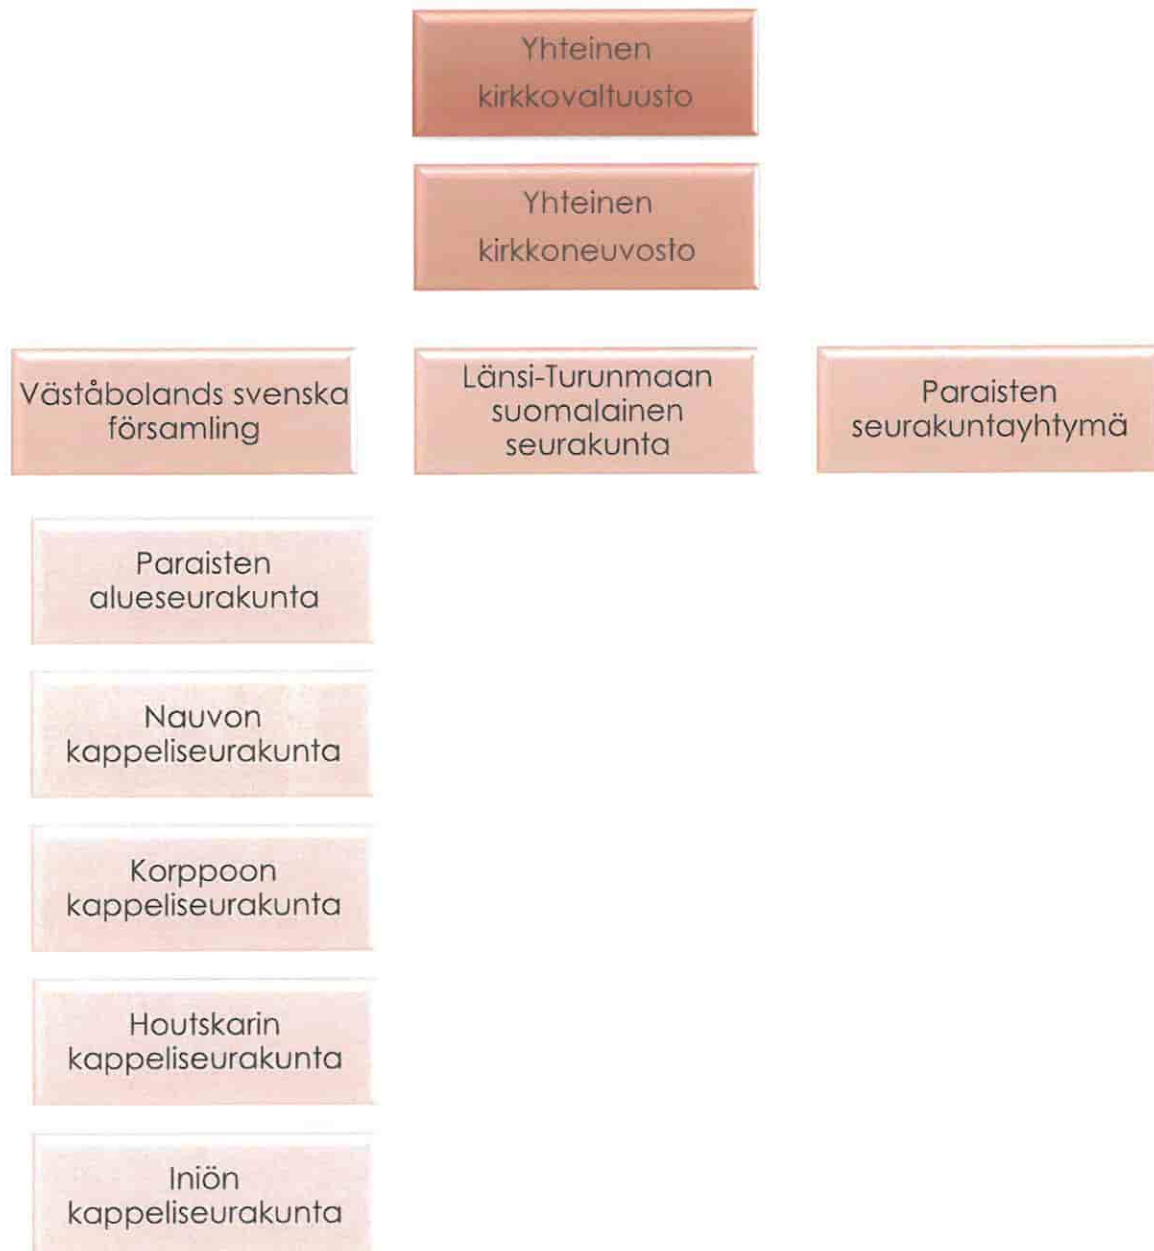 Yhteinen
kirkkovaltuusto
Yhteinen
kirkkoneuvosto
Väståbolands svenska
församling
Länsi-Turunmaan
suomalainen
seurakunta
Paraisten
seurakuntayhtymä
Paraisten
alueseurakunta
Nauvon
kappeliseurakunta
Korppoon
kappeliseurakunta
Houtskarin
kappeliseurakunta
Iniön
kappeliseurakunta